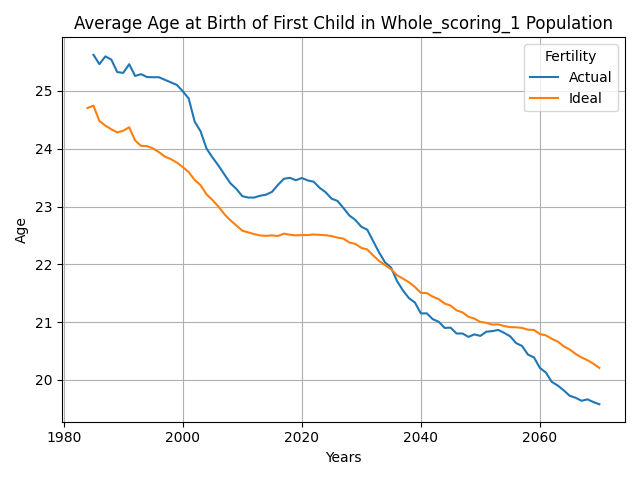 Average Age at Birth of First Child in Whole_scoring_1 Population
Fertility
Actual
Ideal
Age
25
24
23
22
21
20
1980
2000
2020
2040
2060
Years